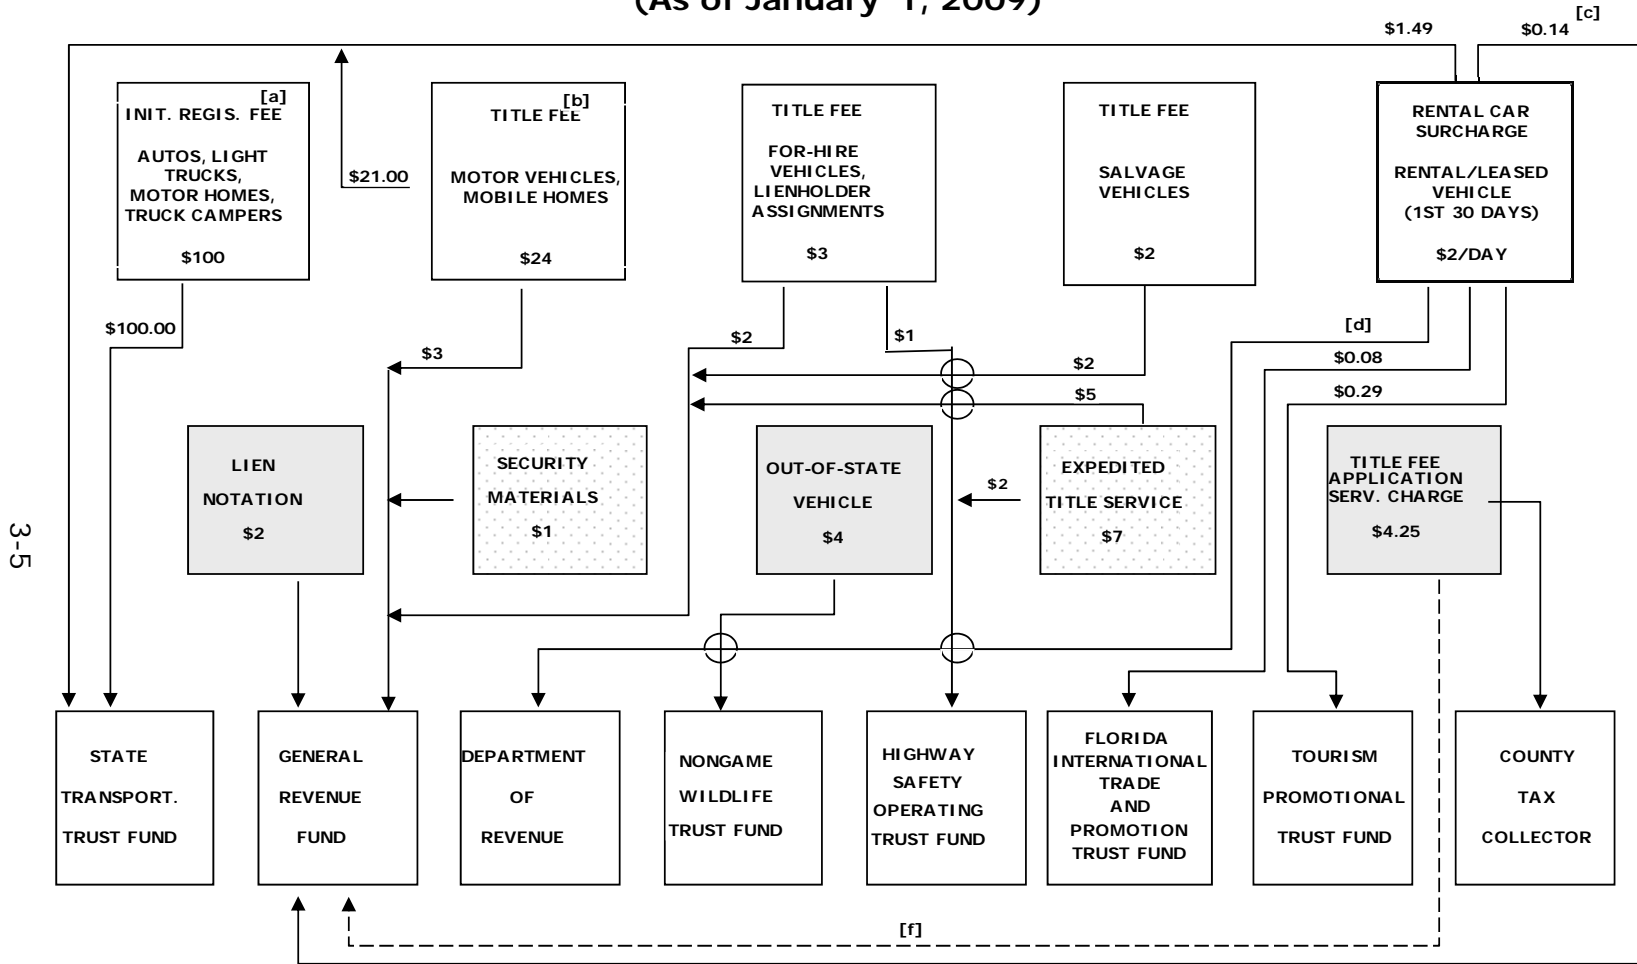 (As of January 1, 2009)
[c]
$1.49
$0.14
[a]
INIT. REGIS. FEE
AUTOS, LIGHT
TRUCKS,
MOTOR HOMES,
TRUCK CAMPERS
$100
$21.00
[b]
TITLE FEE
MOTOR VEHICLES,
MOBILE HOMES
$24
TITLE FEE
FOR-HIRE
VEHICLES,
LIENHOLDER
ASSIGNMENTS
$3
TITLE FEE
SALVAGE
VEHICLES
$2
RENTAL CAR
SURCHARGE
RENTAL/LEASED
VEHICLE
(1ST 30 DAYS)
$2/DAY
$100.00
$3
$2
$1
$2
$5
[d]
$0.08
$0.29
LIEN
NOTATION
$2
SECURITY
MATERIALS
$1
OUT-OF-STATE
VEHICLE
$4
$2
EXPEDITED
TITLE SERVICE
$7
TITLE FEE
APPLICATION
SERV. CHARGE
$4.25
3-5
STATE
TRANSPORT.
TRUST FUND
GENERAL
REVENUE
FUND
DEPARTMENT
OF
REVENUE
NONGAME
WILDLIFE
TRUST FUND
HIGHWAY
SAFETY
OPERATING
TRUST FUND
FLORIDA
INTERNATIONAL
TRADE
AND
PROMOTION
TRUST FUND
TOURISM
PROMOTIONAL
TRUST FUND
COUNTY
TAX
COLLECTOR
[f]